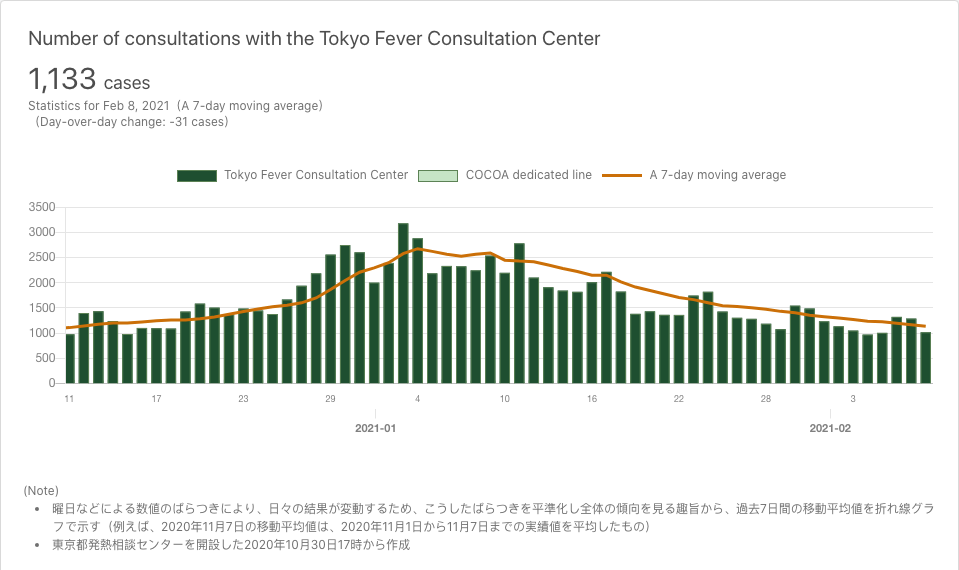 Number of consultations with the Tokyo Fever Consultation Center
1,133 cases
Statistics for Feb 8, 2021（A 7-day moving average）
（Day-over-day change: -31 cases）
Tokyo Fever Consultation Center COCOA dedicated line A 7-day moving average
3500
3000
2500
2000
1500
1000
500
0
11 17 23 29 4 10 16 22 28 3
2021-01 2021-02
(Note)
• 曜日などによる数値のばらつきにより、日々の結果が変動するため、こうしたばらつきを平準化し全体の傾向を見る趣旨から、過去7日間の移動平均値を折れ線グラ
フで示す（例えば、2020年11月7日の移動平均値は、2020年11月1日から11月7日までの実績値を平均したもの）
• 東京都発熱相談センターを開設した2020年10月30日17時から作成